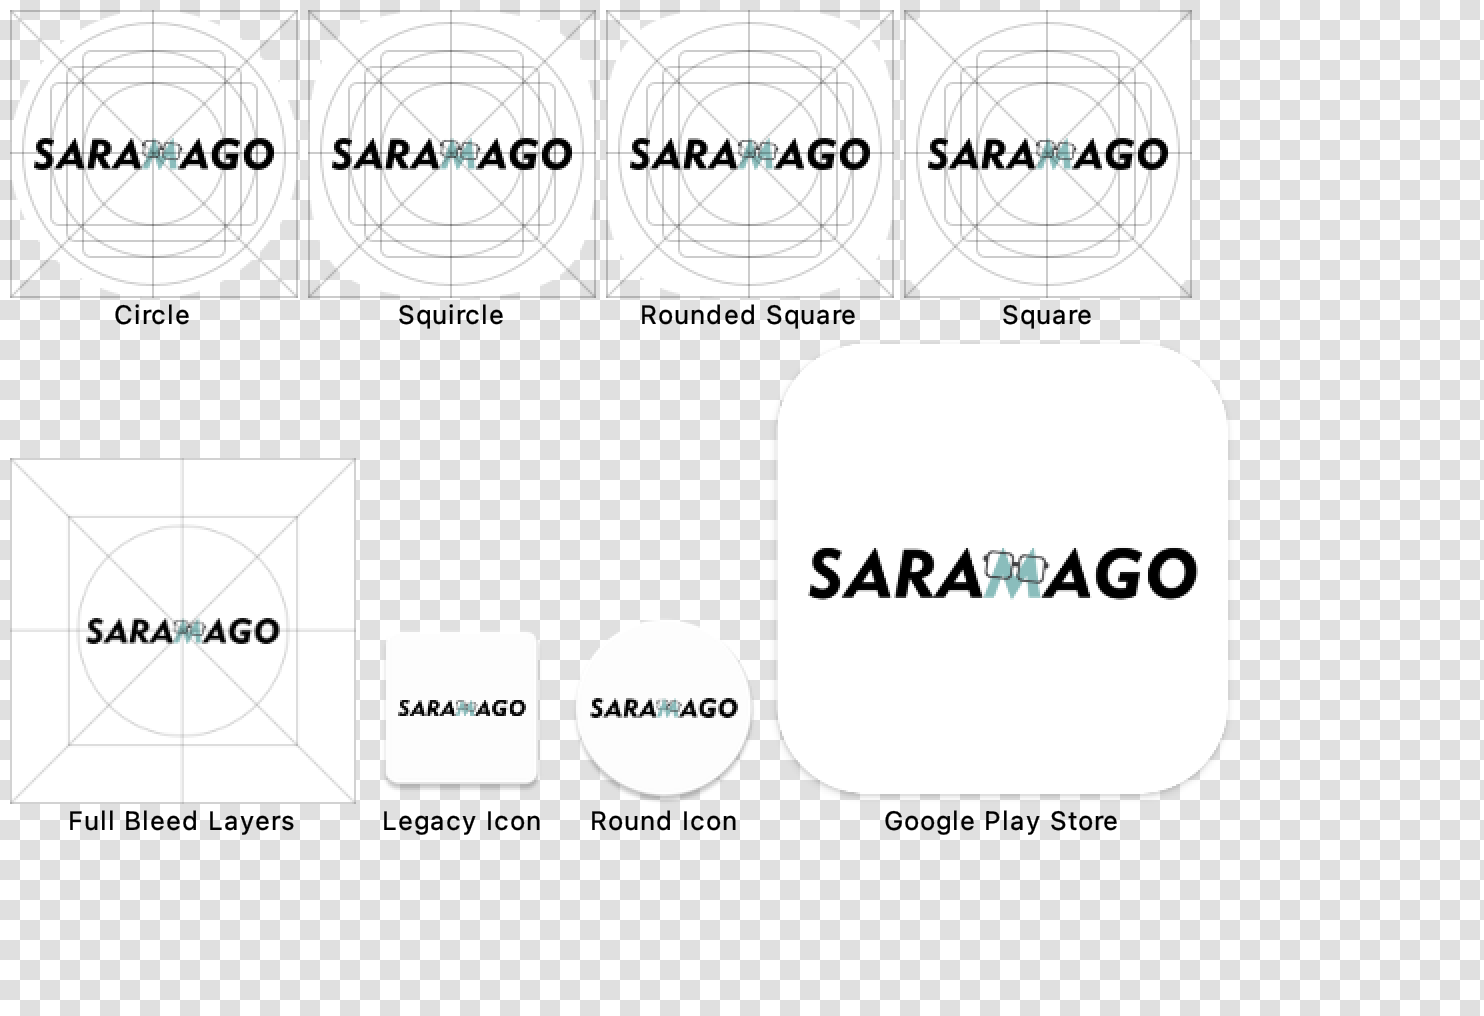 SARAMAGO SARAMAGO SARAMAGO SARAMAGO
Circle Squircle Rounded Square Square
SARAMAGO
SARAMAGO SARAMAGO SARAMAGO
Full Bleed Layers Legacy Icon Round Icon Google Play Store